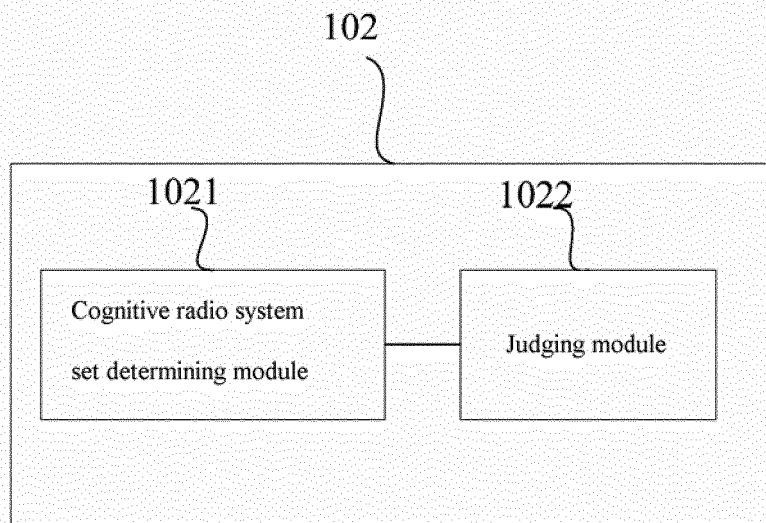 102
1021
1022
Cognitive radio system
set determining module
Judging module